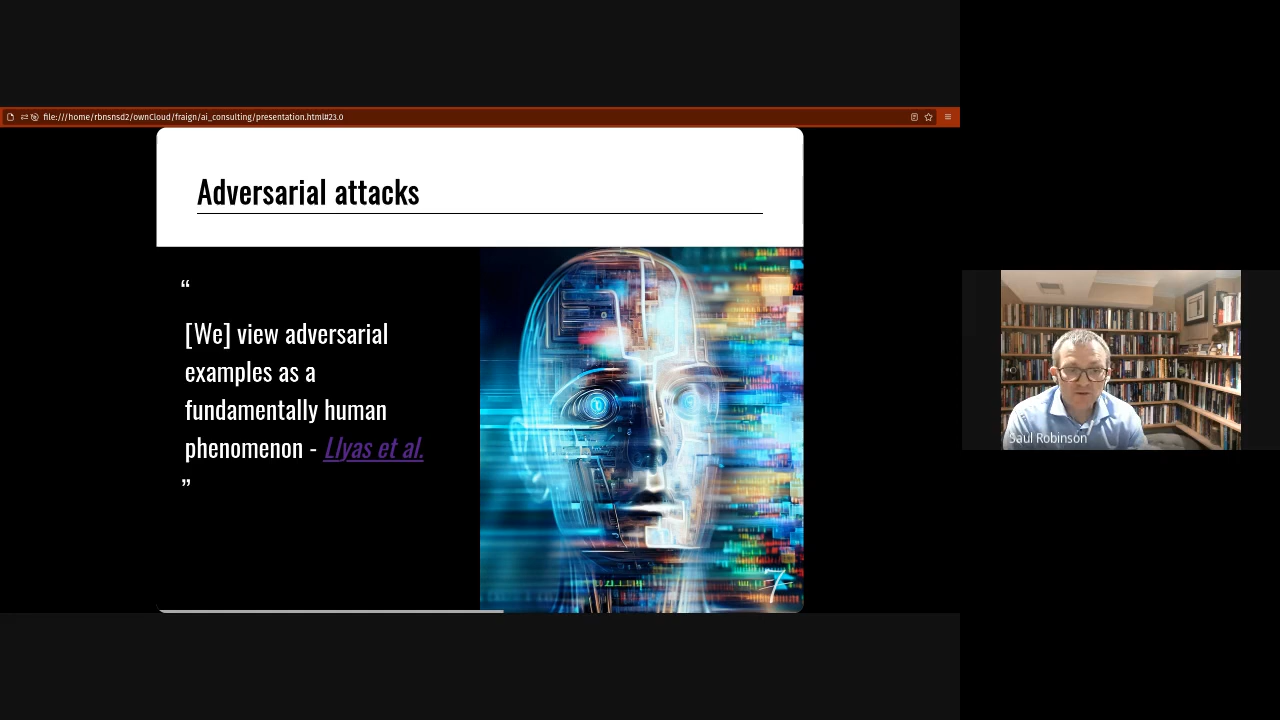 file:///home/rbnsnsd2/ownCloud/fraign/ai_consulting/presentation.html#23.0
Adversarial attacks
“
[We] view adversarial
examples as a
fundamentally human
phenomenon - Llyas et al.
”
7
Saul Robinson